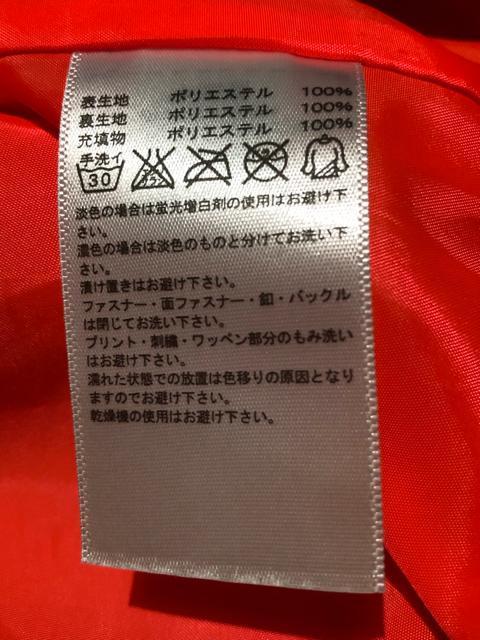 表生地 ポリエステル 100%
裏生地 ポリエステル 100%
充填物 ポリエステル 100%
手洗イ
30
淡色の場合は蛍光増白剤の使用はお避け下
さい。
濃色の場合は淡色のものと分けてお洗い下
さい。
漬け置きはお避け下さい。
ファスナー・面ファスナー・釦・バックル
は閉じてお洗い下さい。
プリント・刺繍・ワッペン部分のもみ洗い
はお避け下さい。
濡れた状態での放置は色移りの原因となり
ますのでお避け下さい。
乾燥機の使用はお避け下さい。